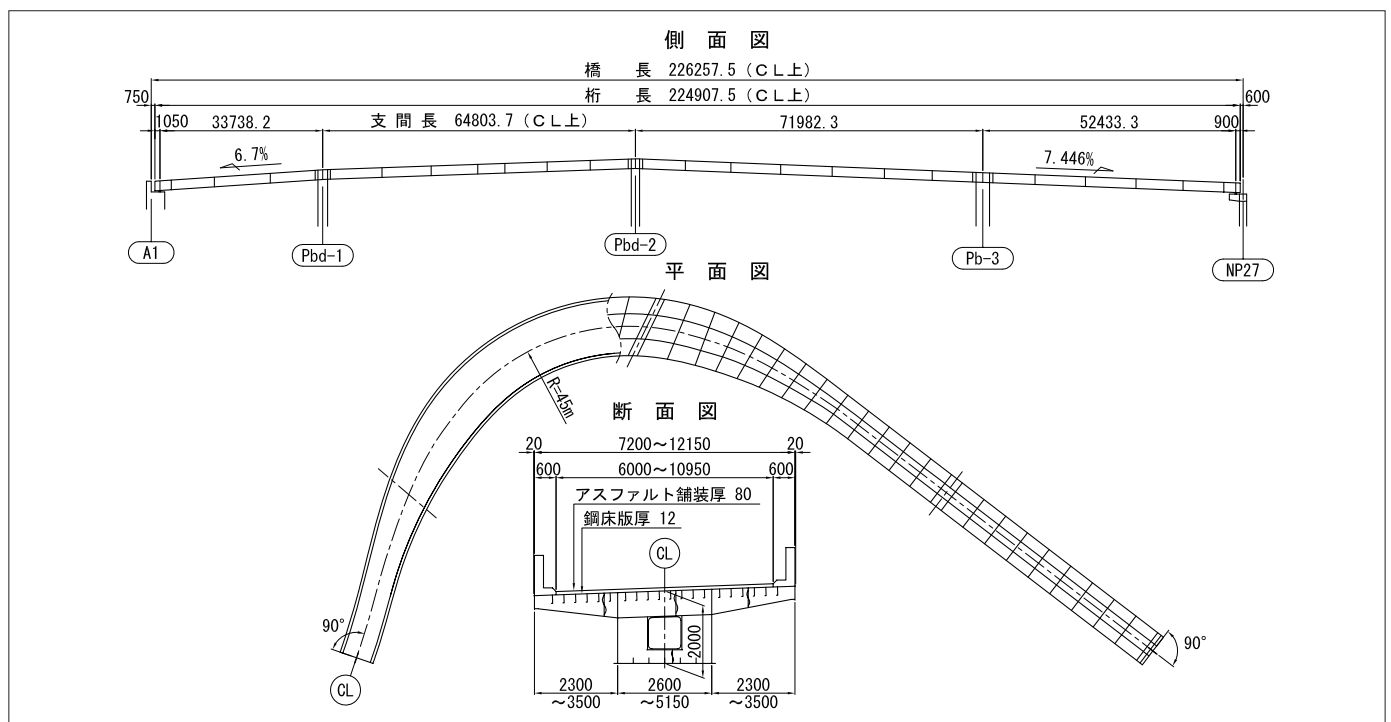 側 面 図
橋 長 226257.5 (CL上)
750 桁 長 224907.5 (CL上) 600
1050 33738.2 支間長 64803.7 (CL上) 71982.3 52433.3 900
6.7% 7.446%
A1 Pbd-1 Pbd-2 Pb-3 NP27
平 面 図
R=45m
90°
CL
90°
断 面 図
20 7200～12150 20
600 6000～10950 600
アスファルト舗装厚 80
鋼床版厚 12
CL
2000
2300 2600 2300
～3500 ～5150 ～3500